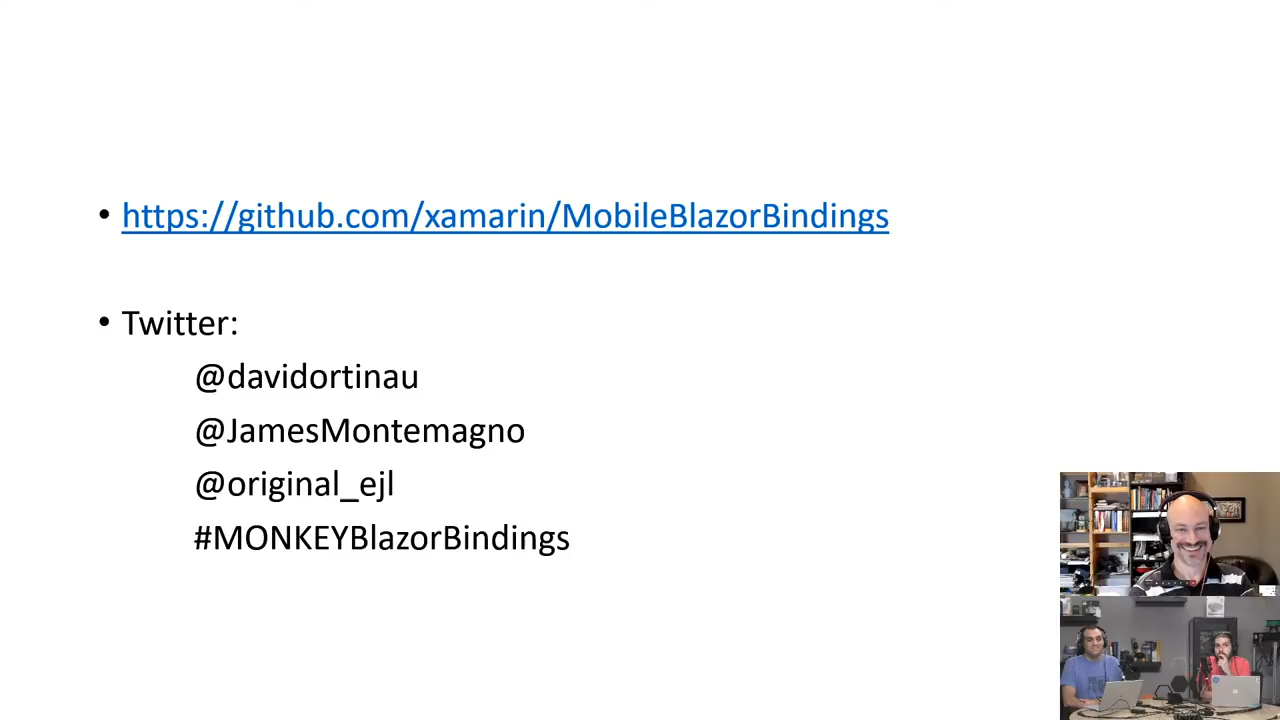 • https://github.com/xamarin/MobileBlazorBindings
• Twitter:
@davidortinau
@JamesMontemagno
@original_ejl
#MONKEYBlazorBindings